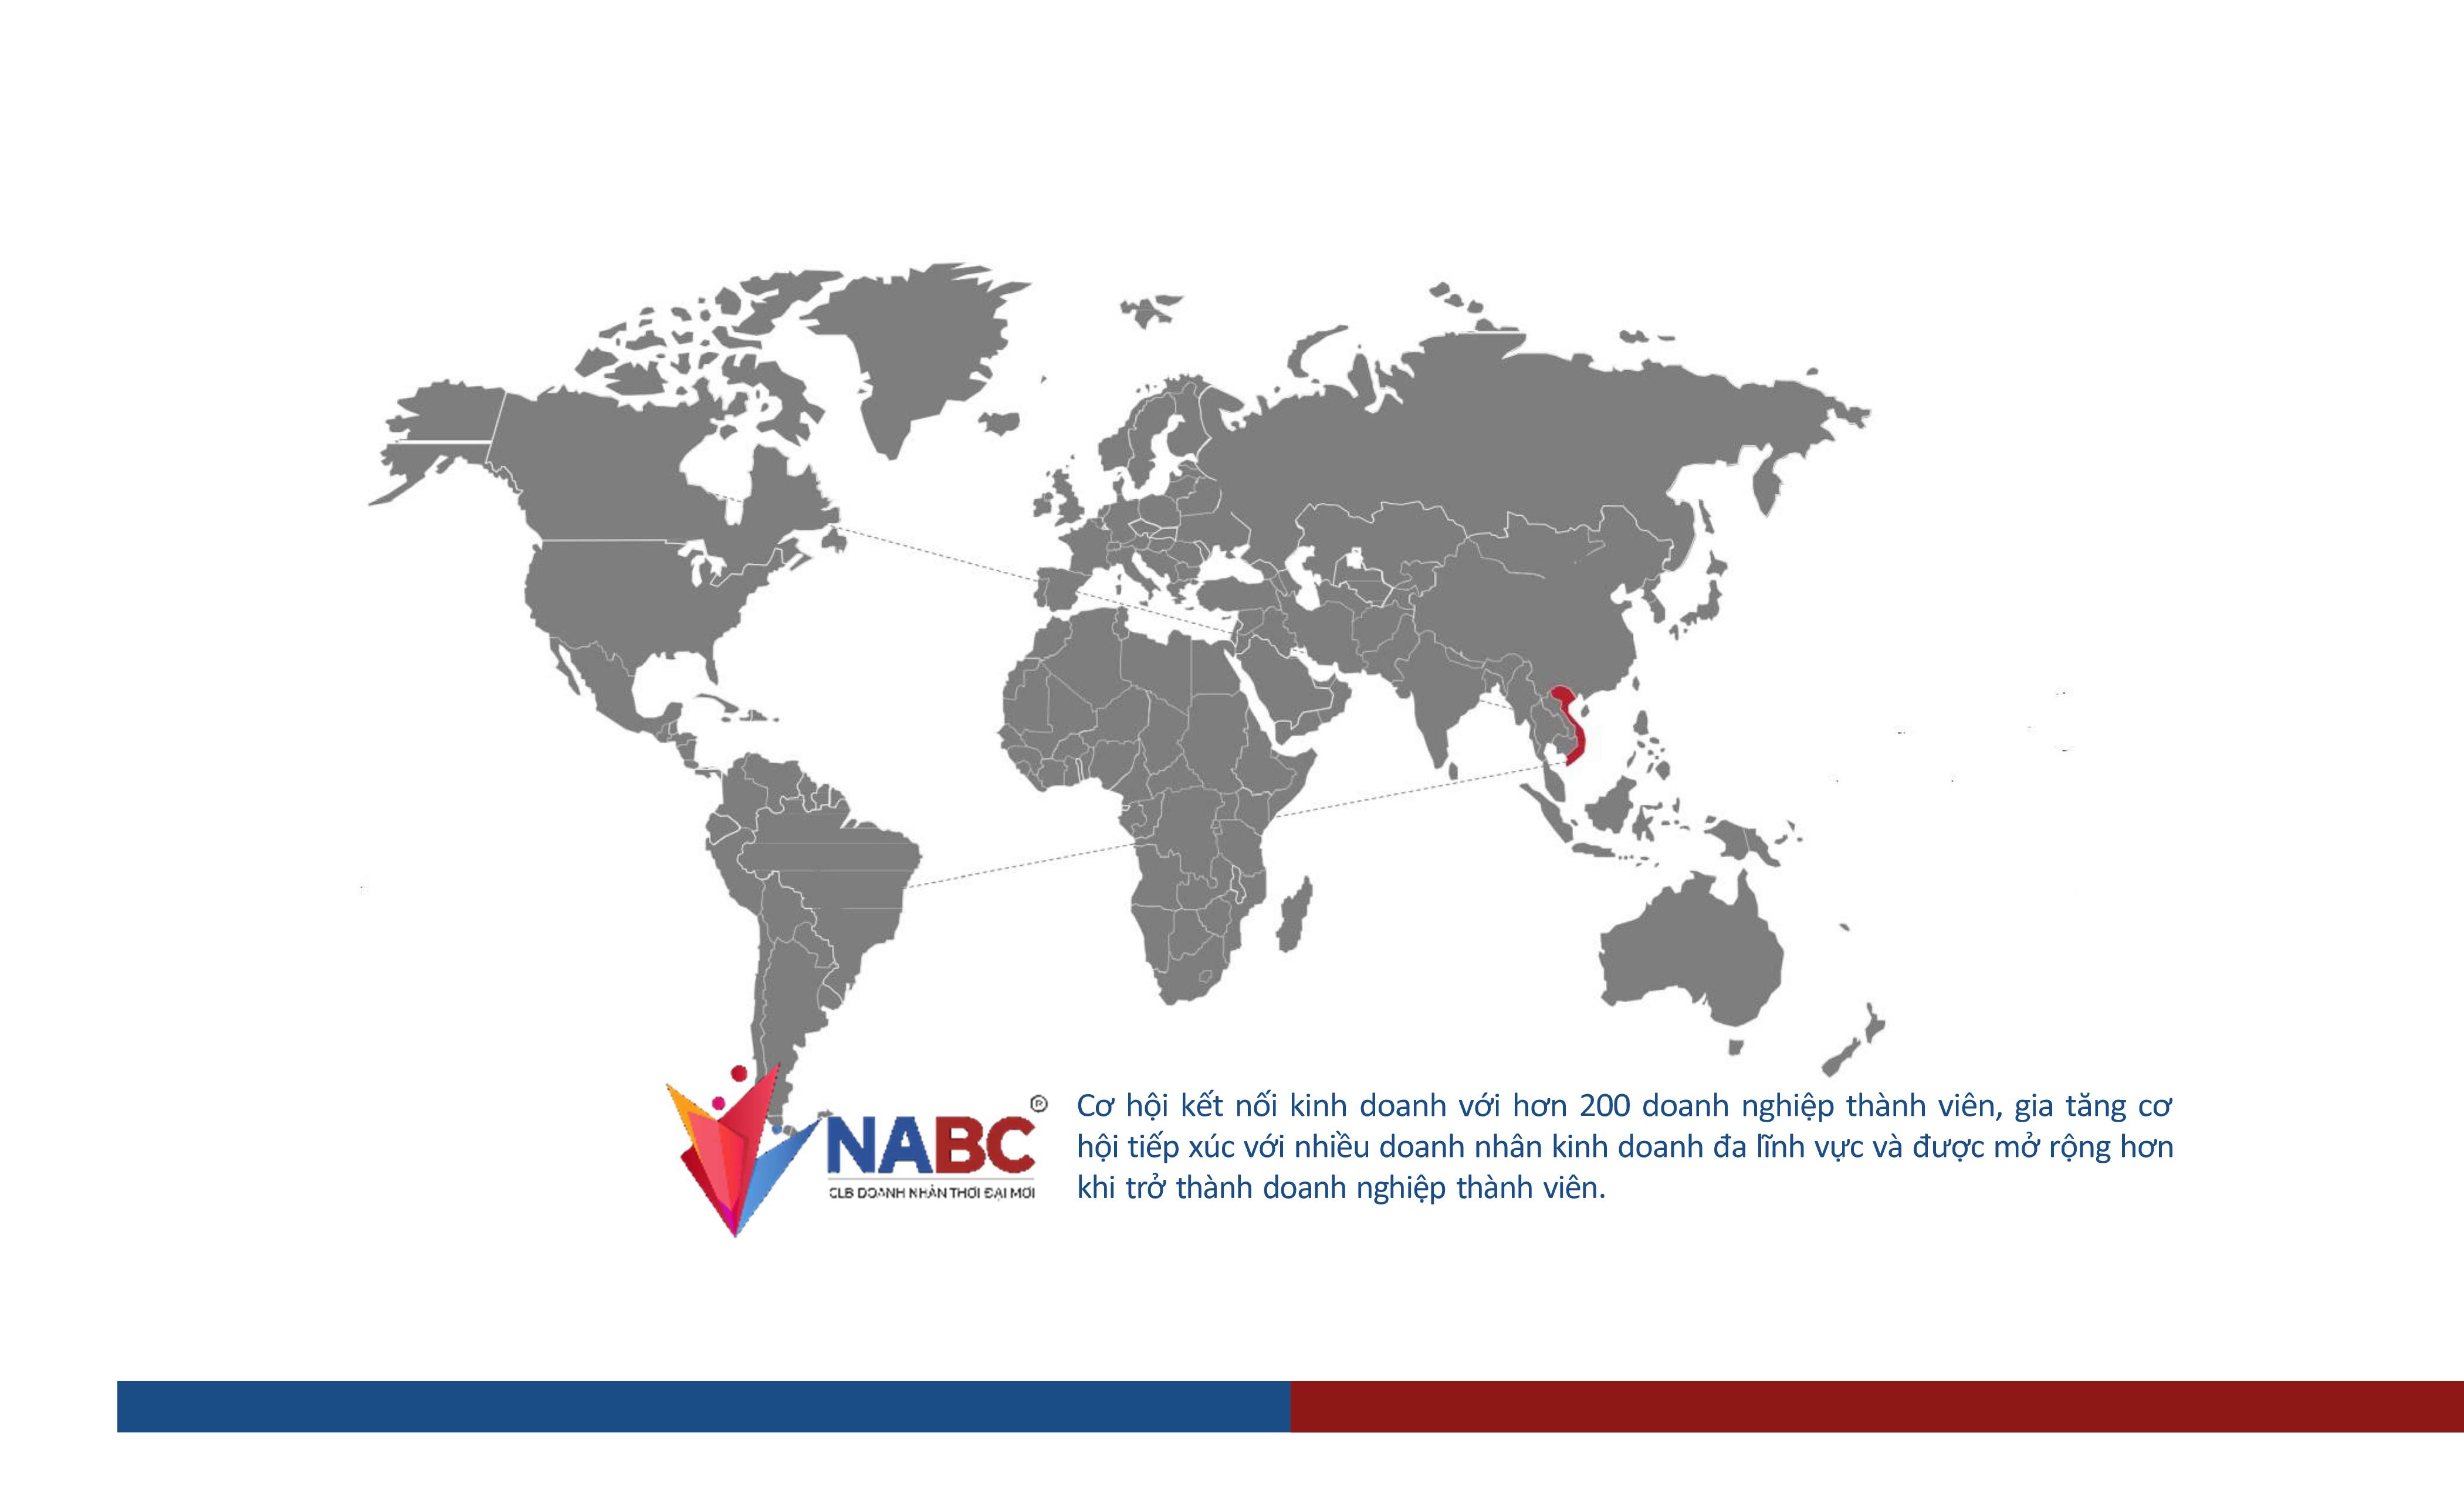 NABC ®
CLB DOANH NHÂN THỜI ĐẠI MỚI
Cơ hội kết nối kinh doanh với hơn 200 doanh nghiệp thành viên, gia tăng cơ
hội tiếp xúc với nhiều doanh nhân kinh doanh đa lĩnh vực và được mở rộng hơn
khi trở thành doanh nghiệp thành viên.